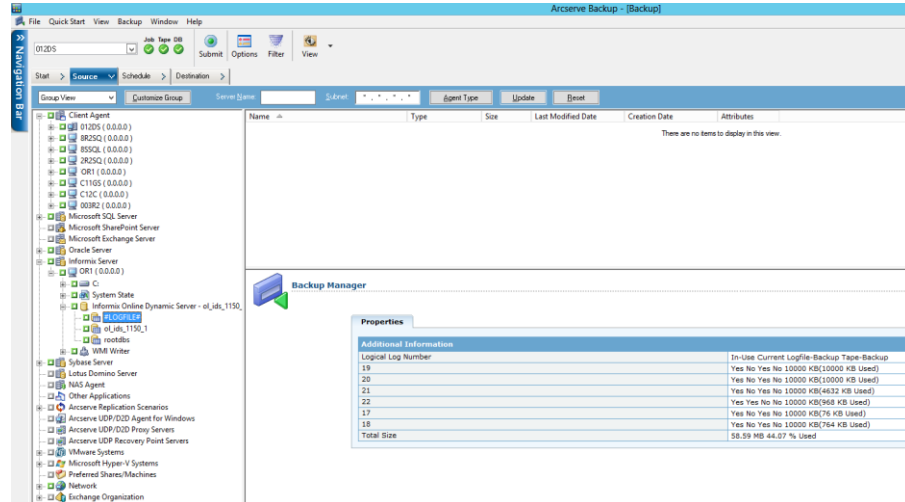 Arcserve Backup - [Backup]
File Quick Start View Backup Window Help
Navigation Bar
012DS
Job Tape DB
Submit Options Filter View
Start Source Schedule Destination
Group View Customize Group Server Name: Subnet: * . * . * . * Agent Type Update Reset
Client Agent
012DS (0.0.0.0)
8R2SQ (0.0.0.0)
8SSQL (0.0.0.0)
2R2SQ (0.0.0.0)
OR1 (0.0.0.0)
C11GS (0.0.0.0)
C12C (0.0.0.0)
003R2 (0.0.0.0)
Microsoft SQL Server
Microsoft SharePoint Server
Microsoft Exchange Server
Oracle Server
Informix Server
OR1 (0.0.0.0)
C:
System State
Informix Online Dynamic Server - ol_ids_1150_
#LOGFILE#
ol_ids_1150_1
rootdbs
WMI Writer
Sybase Server
Lotus Domino Server
NAS Agent
Other Applications
Arcserve Replication Scenarios
Arcserve UDP/D2D Agent for Windows
Arcserve UDP/D2D Proxy Servers
Arcserve UDP Recovery Point Servers
VMware Systems
Microsoft Hyper-V Systems
Preferred Shares/Machines
Network
Exchange Organization
Name Type Size Last Modified Date Creation Date Attributes
There are no items to display in this view.
Backup Manager
Properties
Additional Information
Logical Log Number In-Use Current Logfile-Backup Tape-Backup
19 Yes No Yes No 10000 KB(10000 KB Used)
20 Yes No Yes No 10000 KB(10000 KB Used)
21 Yes No Yes No 10000 KB(4632 KB Used)
22 Yes Yes No No 10000 KB(968 KB Used)
17 Yes No Yes No 10000 KB(76 KB Used)
18 Yes No Yes No 10000 KB(764 KB Used)
Total Size 58.59 MB 44.07 % Used